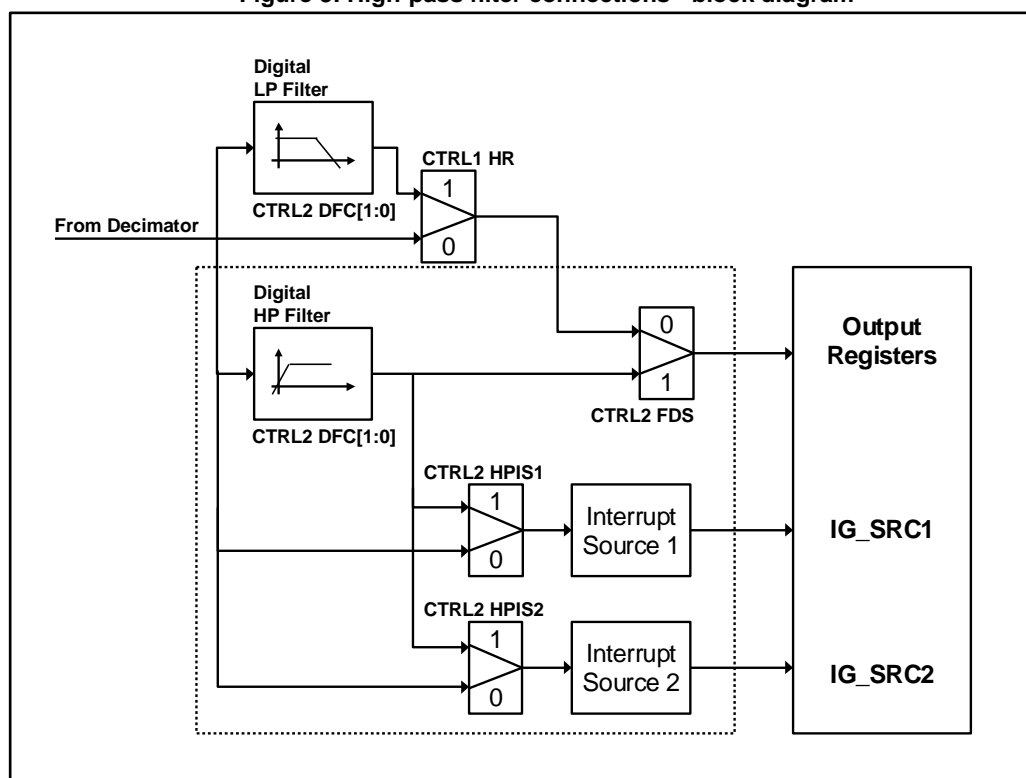 Figure High pass filter connections block diagram
Digital
LP Filter
CTRL2 DFC[1:0]
CTRL1 HR
1
0
From Decimator
Digital
HP Filter
CTRL2 DFC[1:0]
0
1
CTRL2 FDS
Output
Registers
CTRL2 HPIS1
1
0
Interrupt
Source 1
IG_SRC1
CTRL2 HPIS2
1
0
Interrupt
Source 2
IG_SRC2